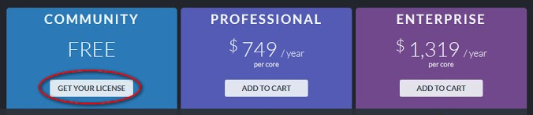 COMMUNITY
FREE
GET YOUR LICENSE
PROFESSIONAL
$ 749 / year
per core
ADD TO CART
ENTERPRISE
$ 1,319 / year
per core
ADD TO CART